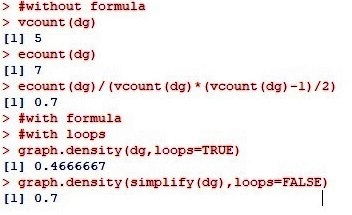 > #without formula
> vcount(dg)
[1] 5
> ecount(dg)
[1] 7
> ecount(dg)/(vcount(dg)*(vcount(dg)-1)/2)
[1] 0.7
> #with formula
> #with loops
> graph.density(dg,loops=TRUE)
[1] 0.4666667
> graph.density(simplify(dg),loops=FALSE)
[1] 0.7